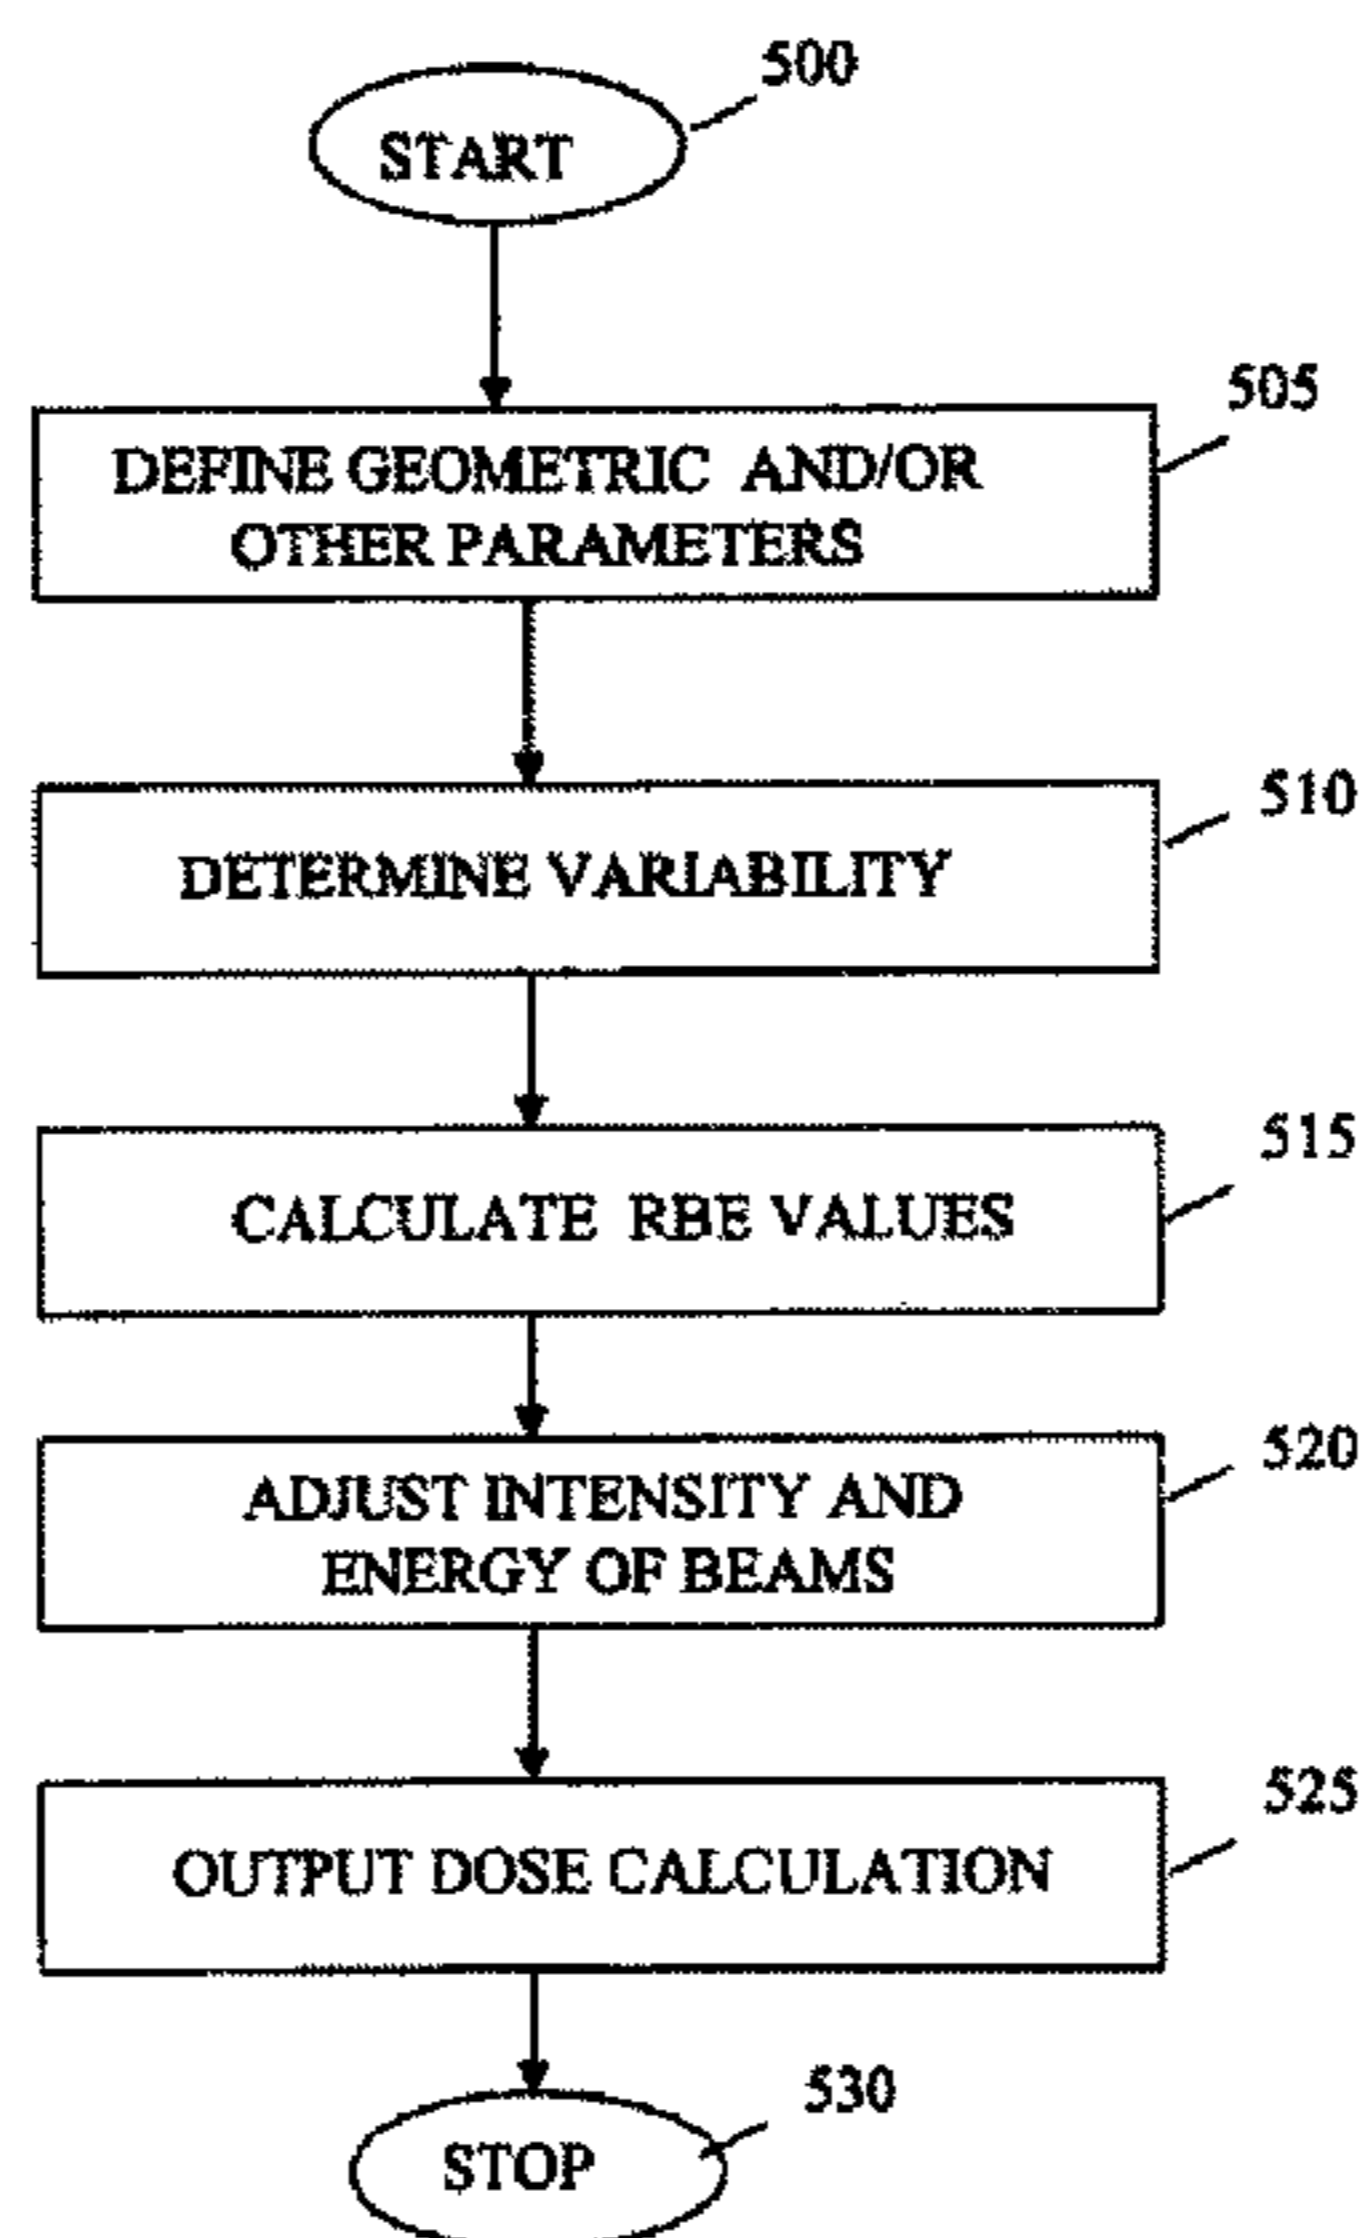 500
START
505
DEFINE GEOMETRIC AND/OR
OTHER PARAMETERS
510
DETERMINE VARIABILITY
515
CALCULATE RBE VALUES
520
ADJUST INTENSITY AND
ENERGY OF BEAMS
525
OUTPUT DOSE CALCULATION
530
STOP